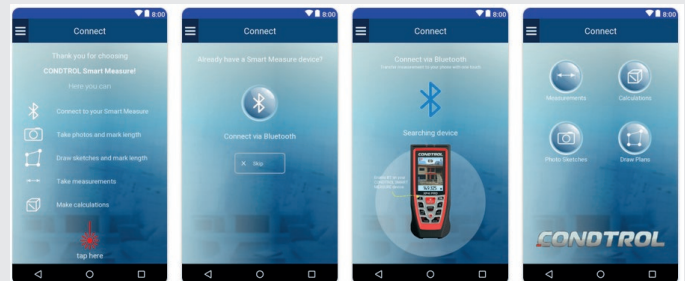 8:00
Connect
Thank you for choosing
CONDTROL Smart Measure!
Here you can
Connect to your Smart Measure
Take photos and mark length
Draw sketches and mark length
Take measurements
Make calculations
tap here
8:00
Connect
Already have a Smart Measure device?
Connect via Bluetooth
X Skip
8:00
Connect
Connect via Bluetooth
Searching device
CONDTROL
8:00
Connect
Measurements
Calculations
Photo Sketches
Draw Plans
CONDTROL